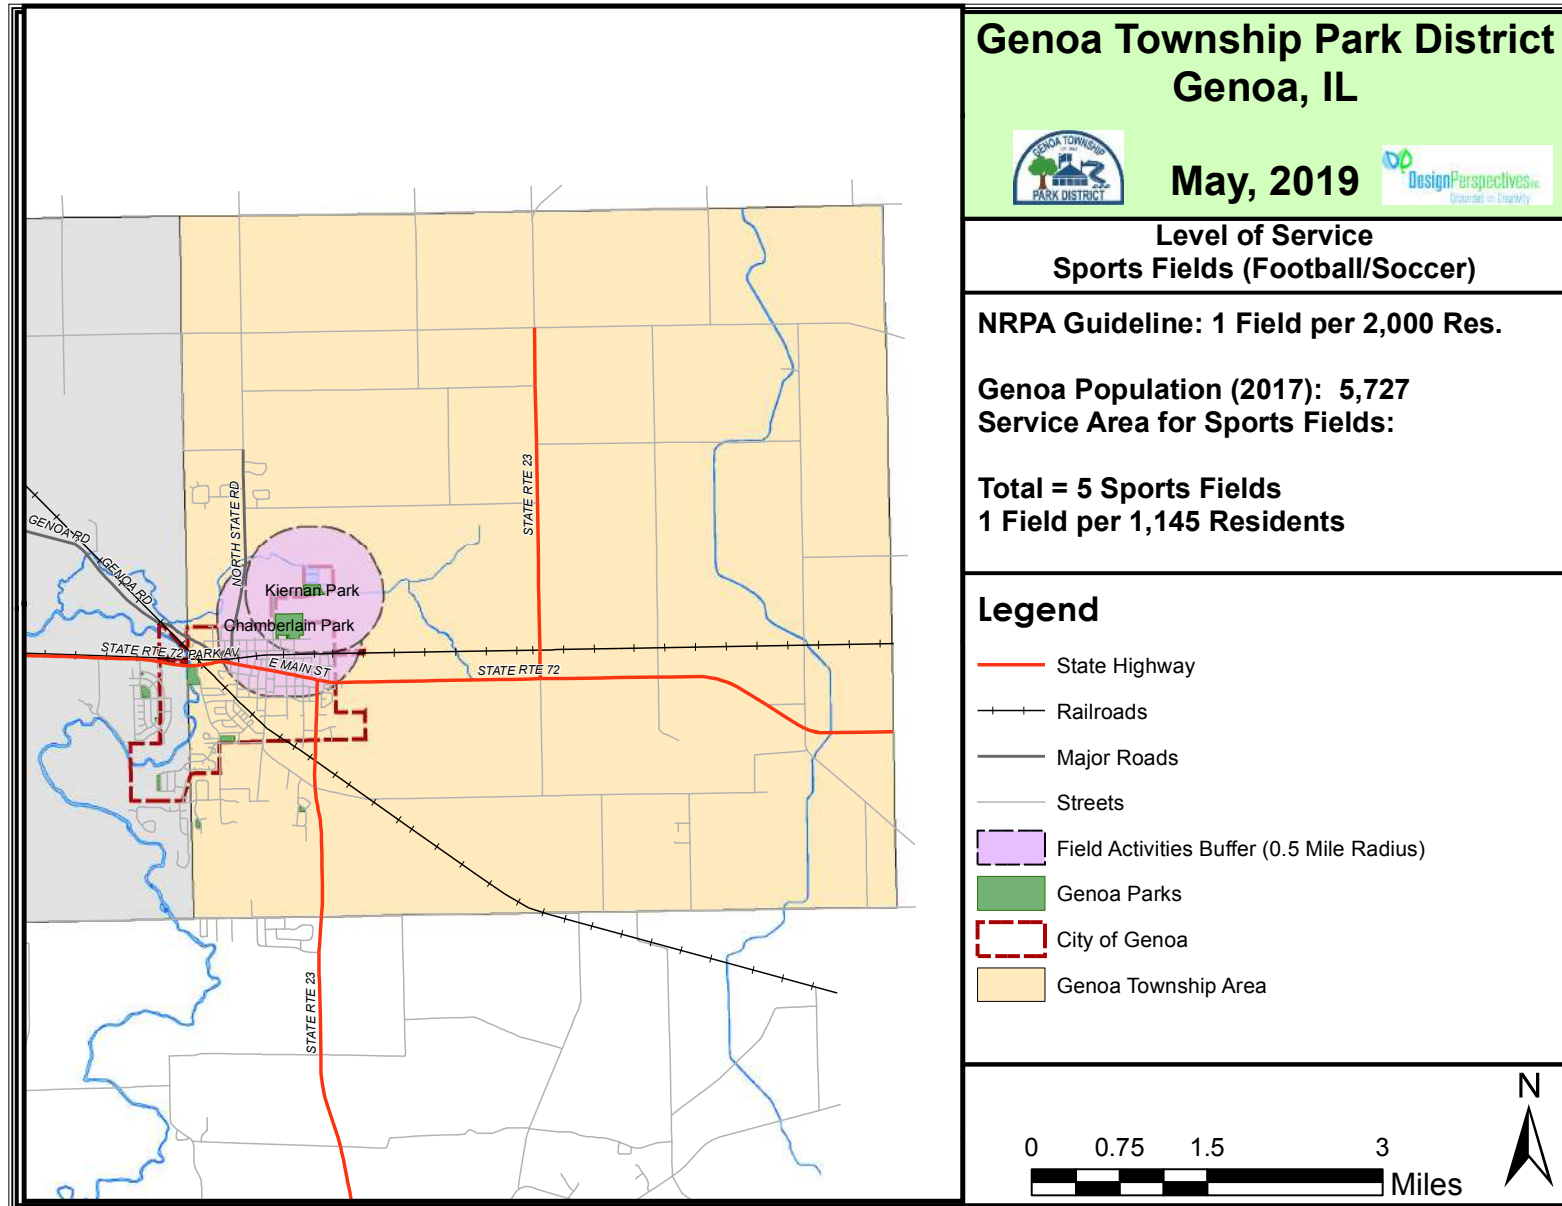 Genoa Township Park District
Genoa, IL
GENOA TOWNSHIP
PARK DISTRICT
May, 2019
DesignPerspectives
Grounded in Creativity
Level of Service
Sports Fields (Football/Soccer)
NRPA Guideline: 1 Field per 2,000 Res.
Genoa Population (2017): 5,727
Service Area for Sports Fields:
Total = 5 Sports Fields
1 Field per 1,145 Residents
Legend
State Highway
Railroads
Major Roads
Streets
Field Activities Buffer (0.5 Mile Radius)
Genoa Parks
City of Genoa
Genoa Township Area
N
0 0.75 1.5 3
Miles
STATE RTE 23
NORTH STATE RD
GENOA RD
GENOA RD
Kiernan Park
Chamberlain Park
STATE RTE 72
PARK AV
E MAIN ST
STATE RTE 72
STATE RTE 23